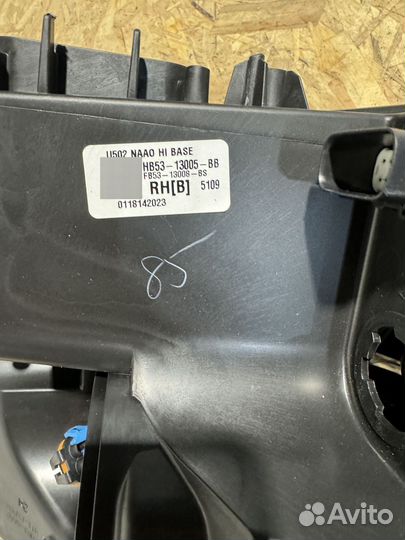 U502 NAAO HI BASE
HB53-13005-BB
FB53-13008-BS
RH[B] 5109
0118142023
85
Avito